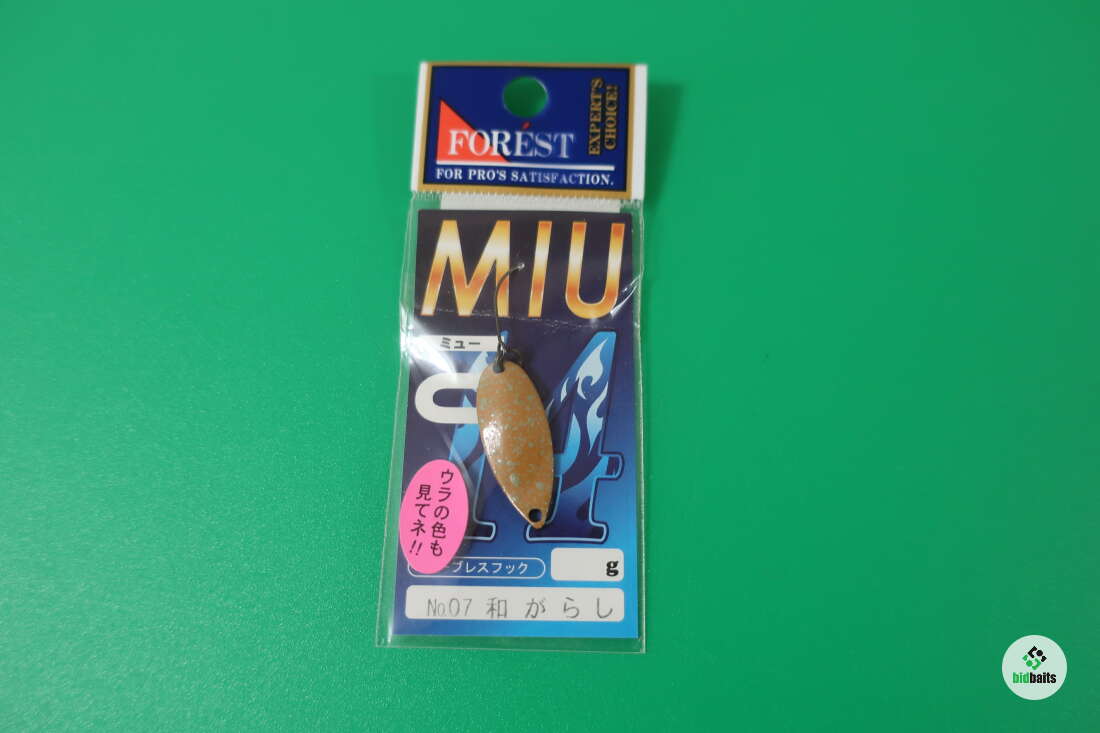 FORÉST
EXPERT'S
CHOICE!
FOR PRO'S SATISFACTION.
MIU
ミュー
ウラの色も
見てネ!!
ブレスフック
g
No.07 和がらし
bidbaits